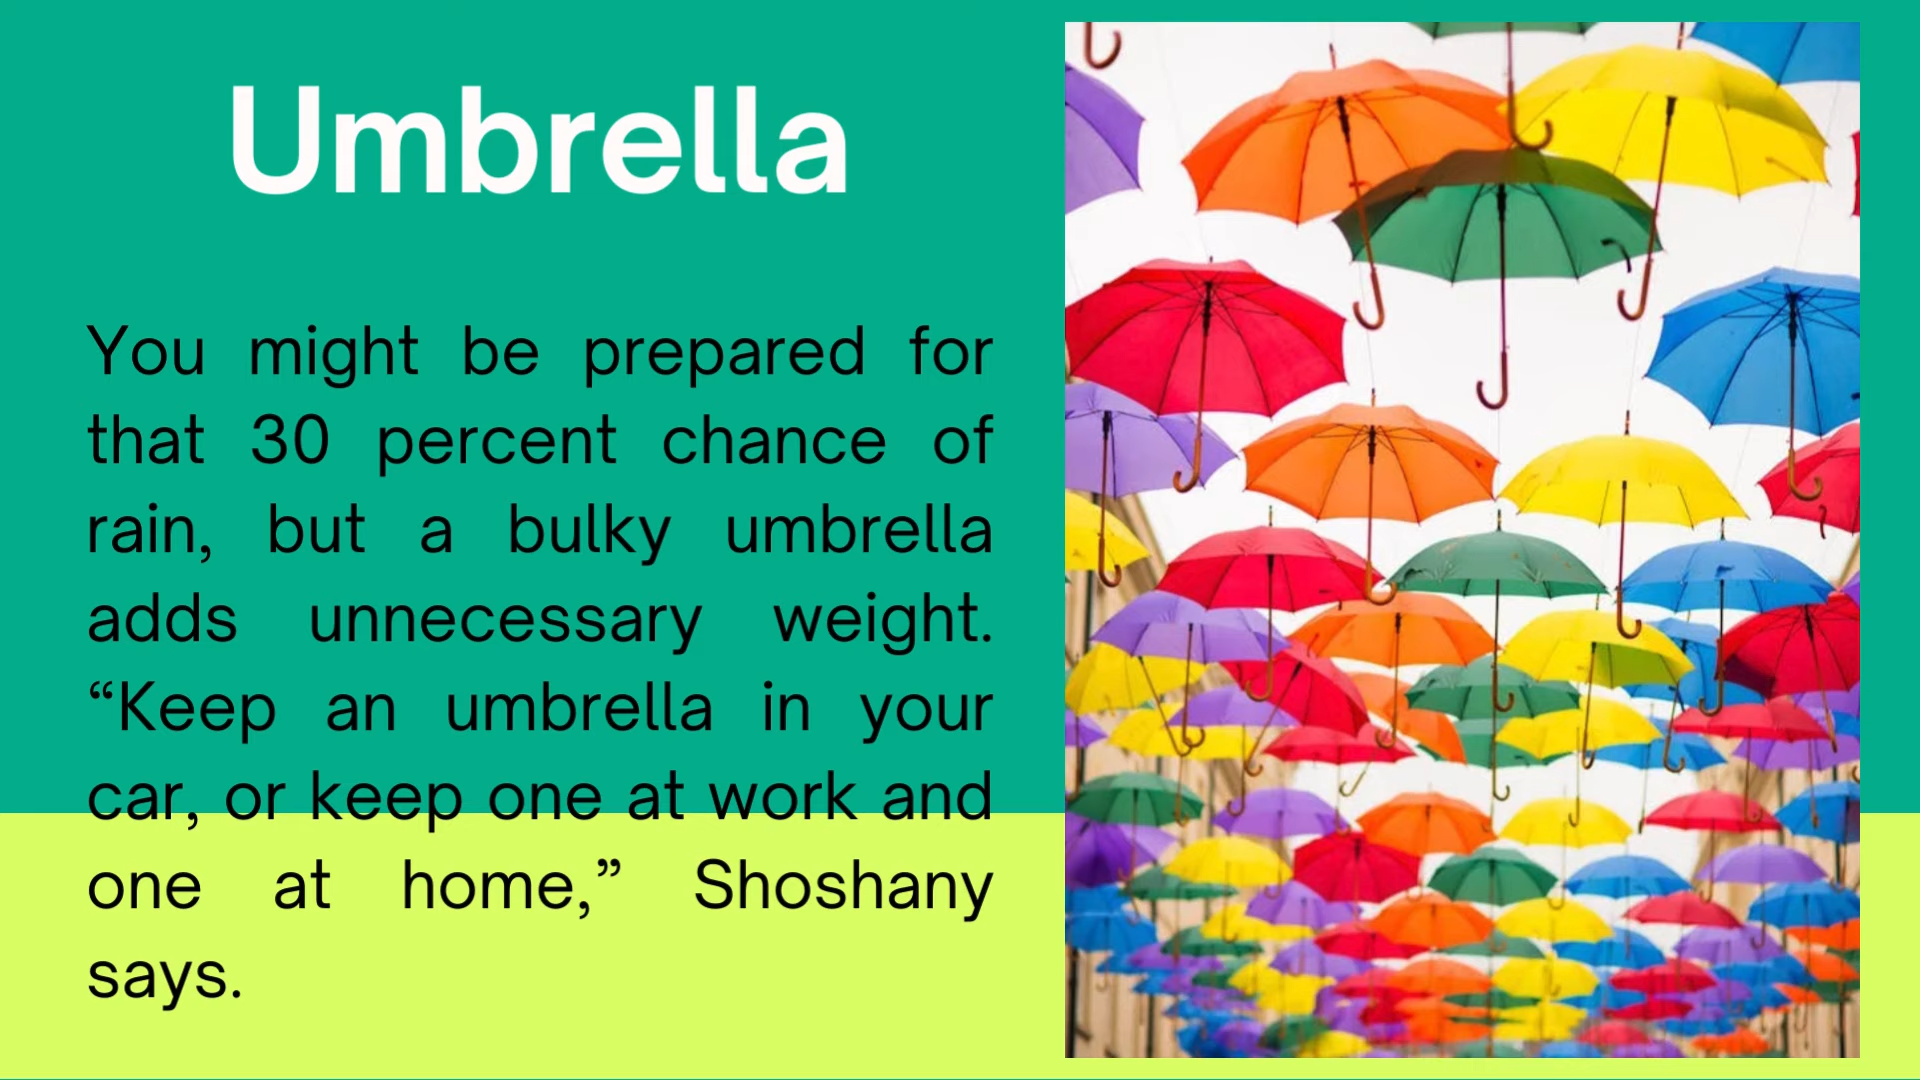 Umbrella
You might be prepared for
that 30 percent chance of
rain, but a bulky umbrella
adds unnecessary weight.
“Keep an umbrella in your
car, or keep one at work and
one at home,” Shoshany
says.